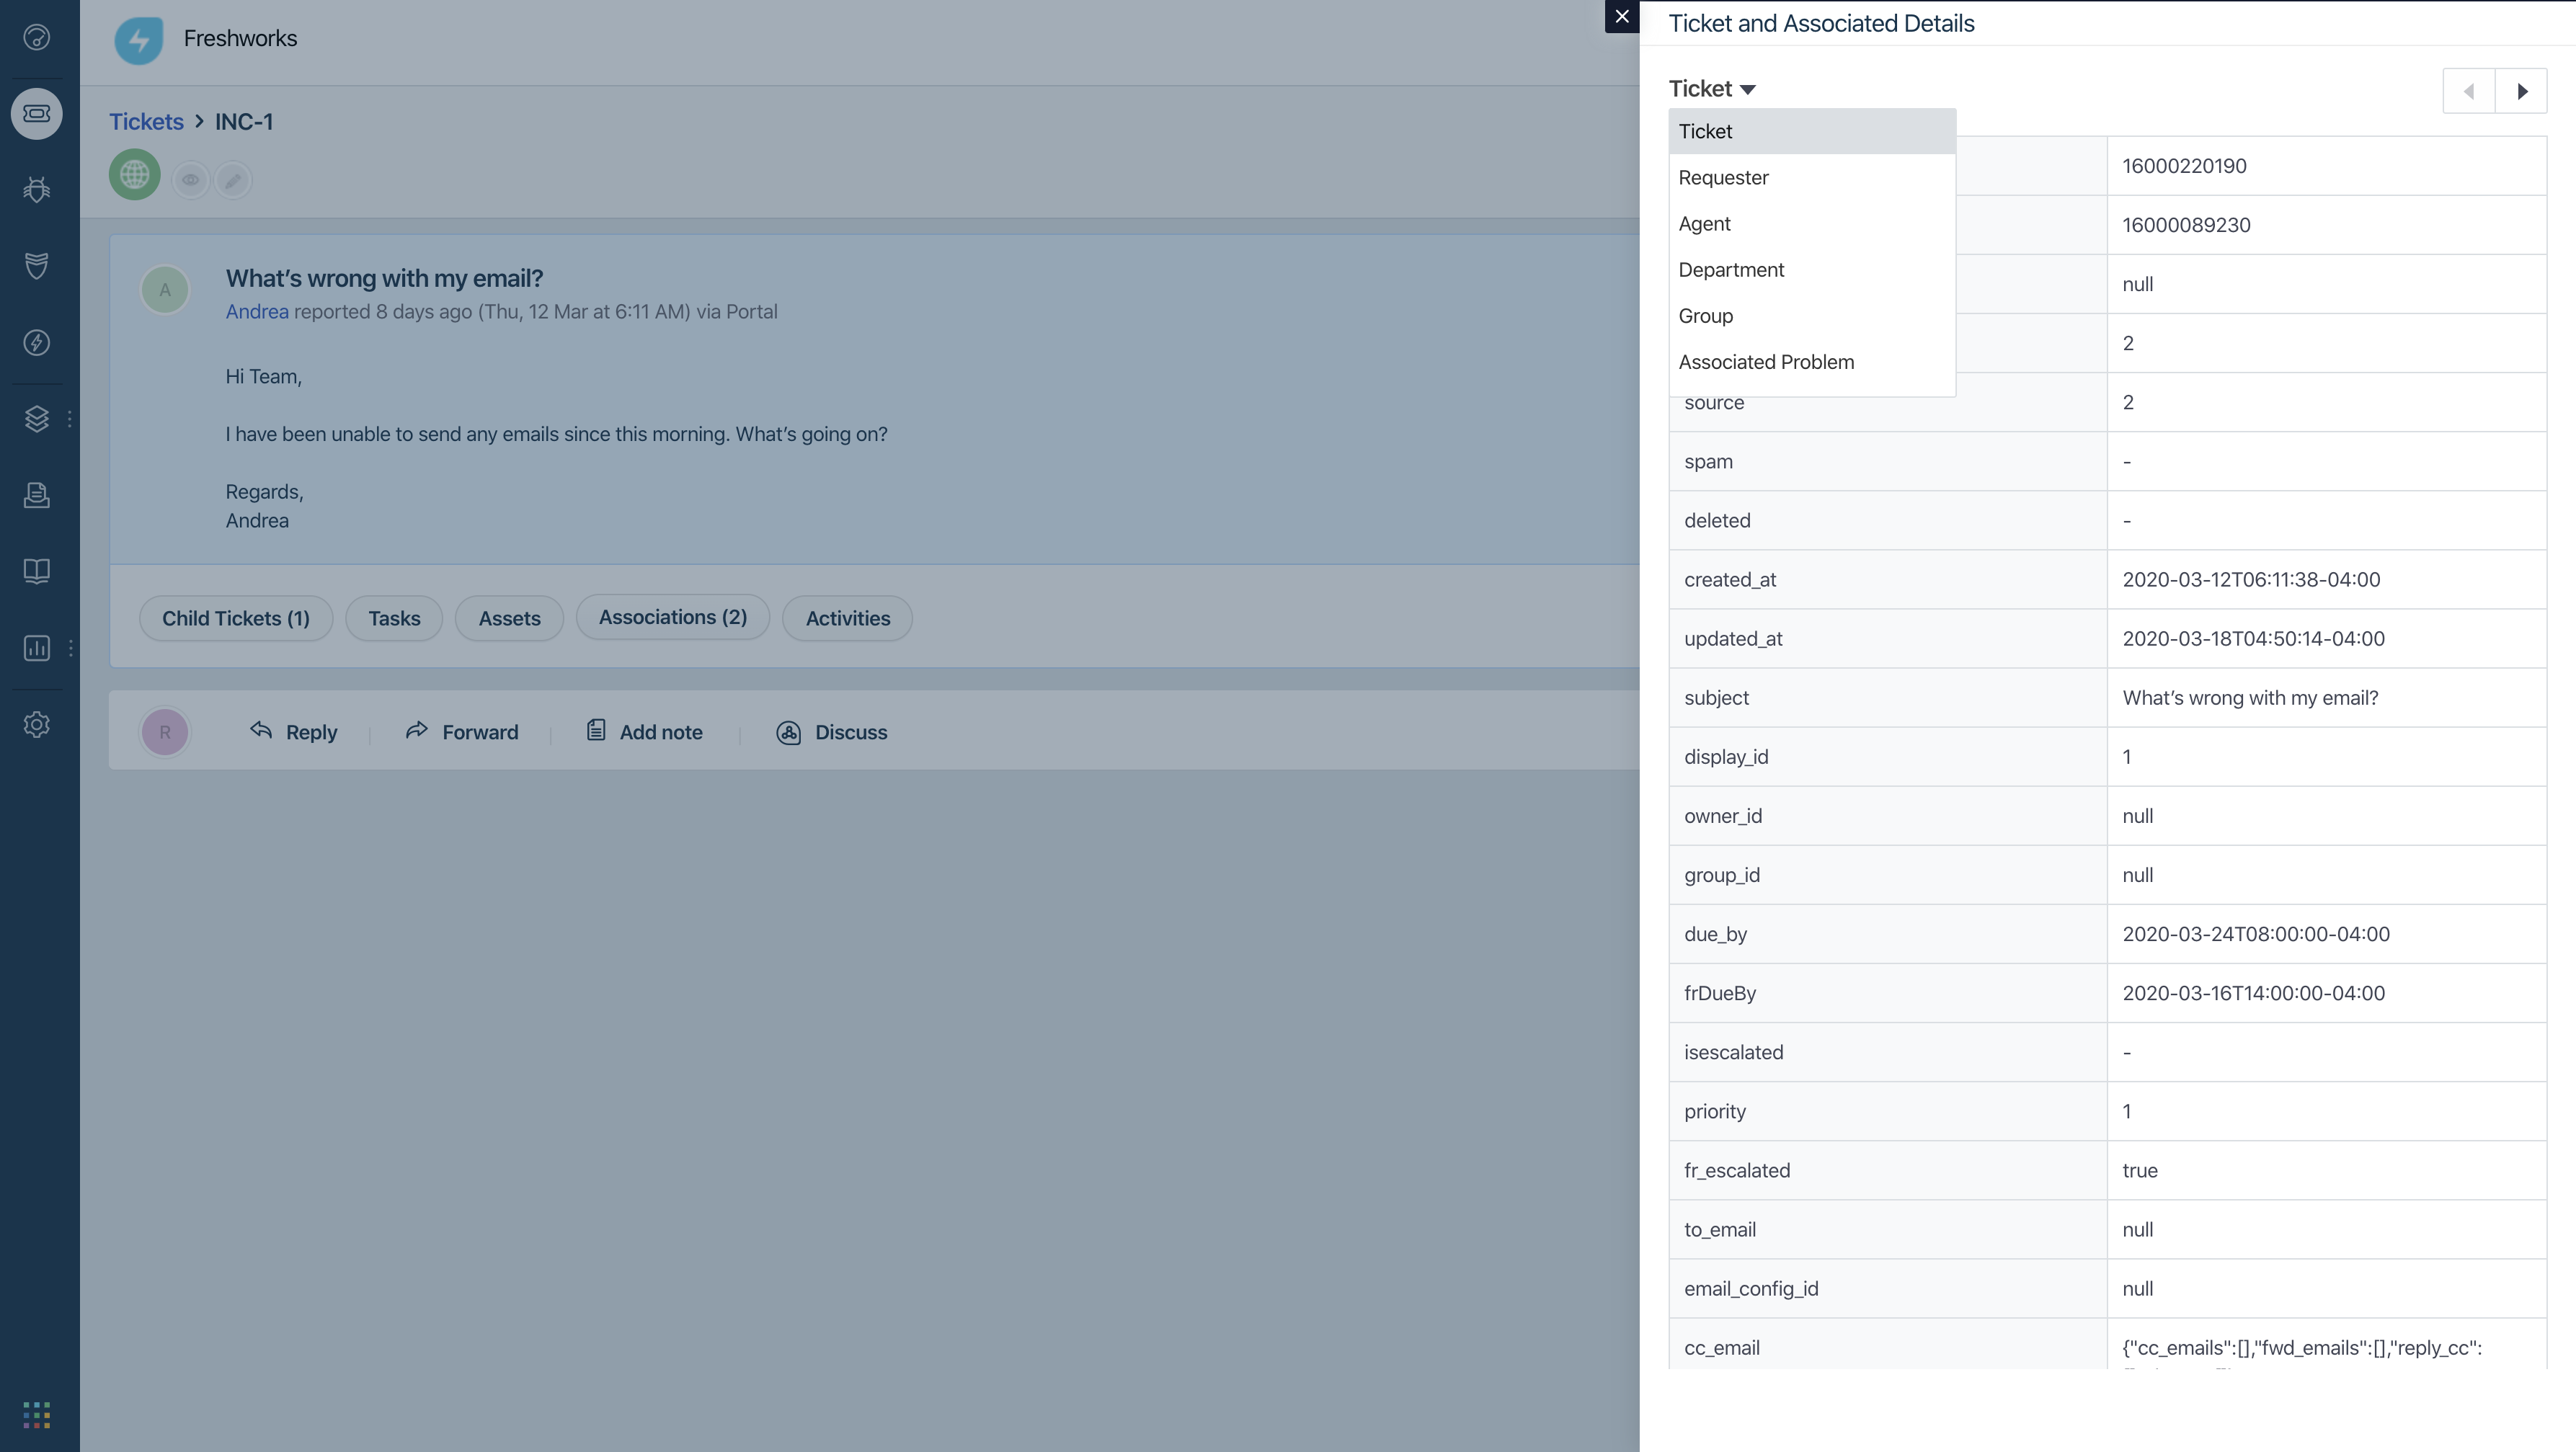 Freshworks
Tickets > INC-1
A
What's wrong with my email?
Andrea reported 8 days ago (Thu, 12 Mar at 6:11 AM) via Portal
Hi Team,
I have been unable to send any emails since this morning. What's going on?
Regards,
Andrea
Child Tickets (1)
Tasks
Assets
Associations (2)
Activities
R
Reply
Forward
Add note
Discuss
Ticket and Associated Details
Ticket
Ticket
Requester
Agent
Department
Group
Associated Problem
16000220190
16000089230
null
2
source 2
spam -
deleted -
created_at 2020-03-12T06:11:38-04:00
updated_at 2020-03-18T04:50:14-04:00
subject What's wrong with my email?
display_id 1
owner_id null
group_id null
due_by 2020-03-24T08:00:00-04:00
frDueBy 2020-03-16T14:00:00-04:00
isescalated -
priority 1
fr_escalated true
to_email null
email_config_id null
cc_email {"cc_emails":[],"fwd_emails":[],"reply_cc":